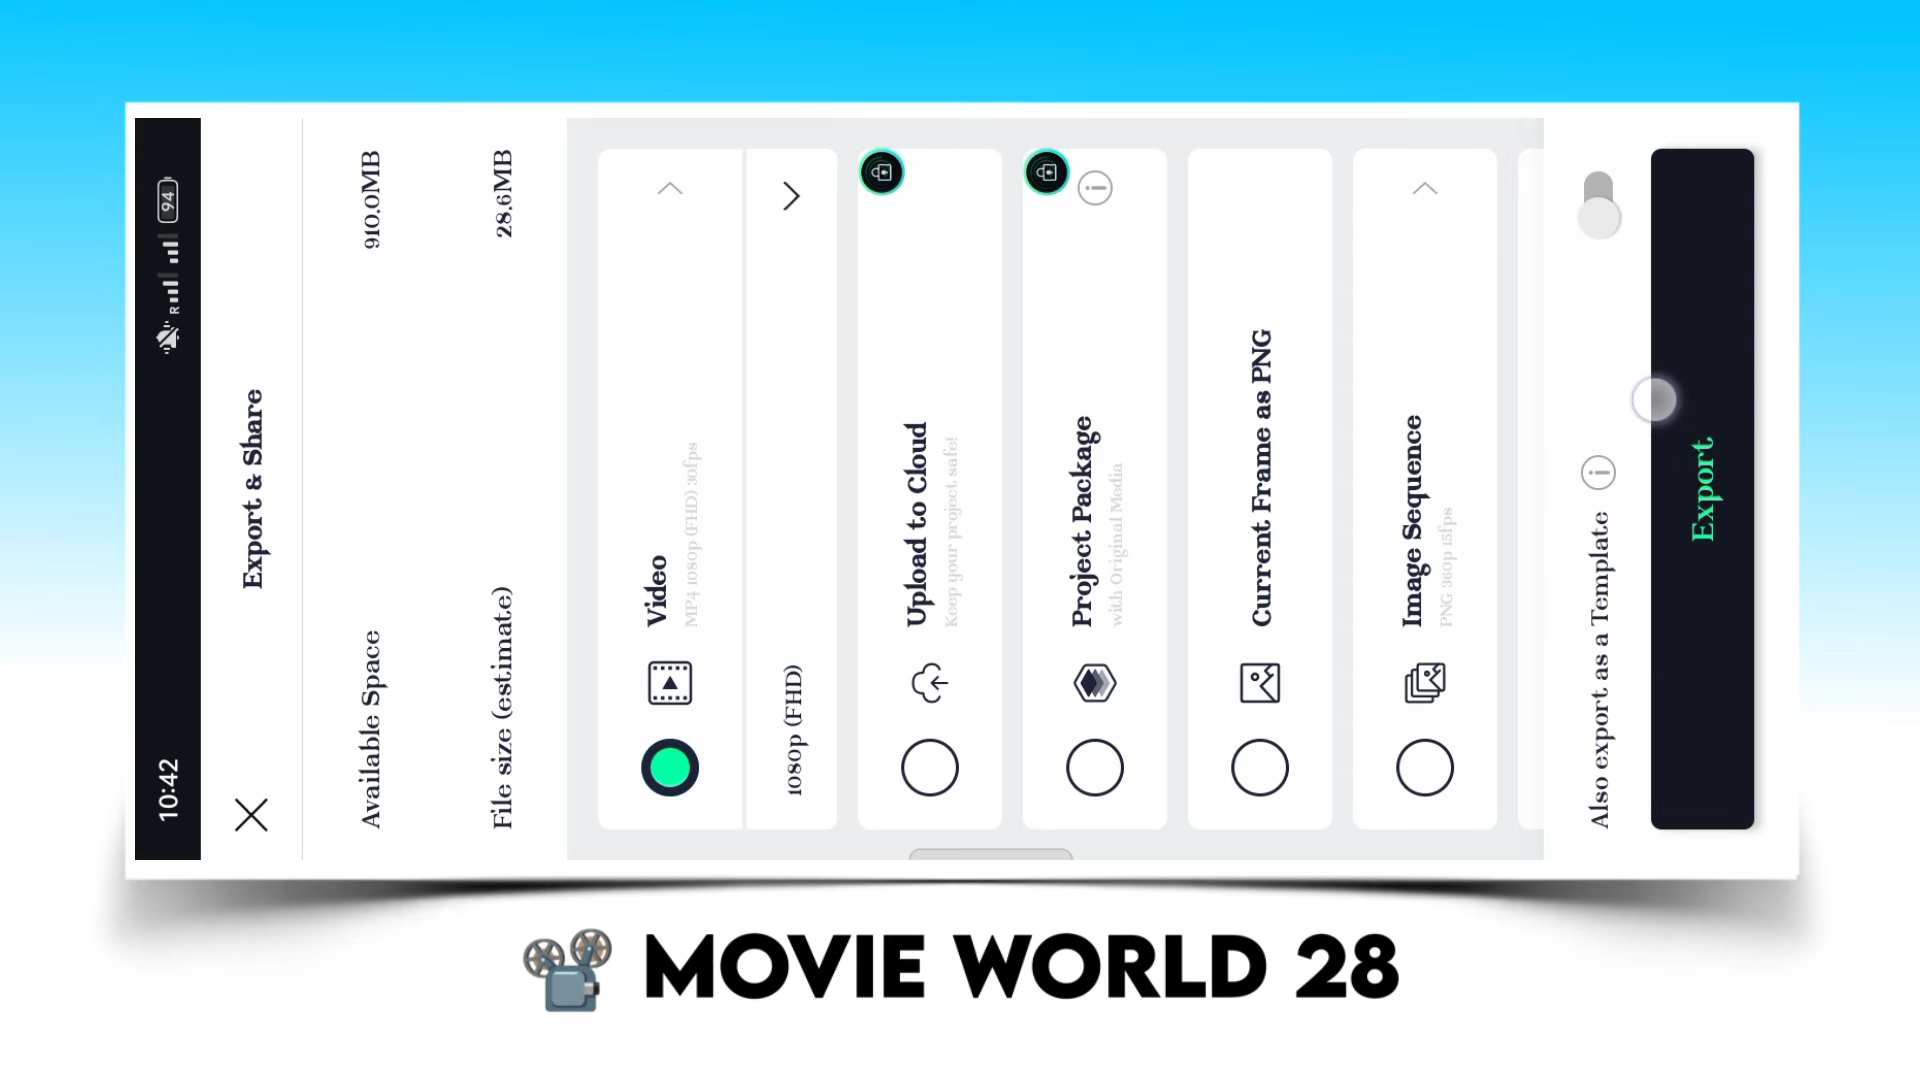 10:42
R
94
Export & Share
Available Space 910.0MB
File size (estimate) 28.6MB
Video
MP4 1080p (FHD) 30fps
1080p (FHD)
Upload to Cloud
Keep your project safe!
Project Package
with Original Media
Current Frame as PNG
Image Sequence
PNG 360p 15fps
Also export as a Template
Export
MOVIE WORLD 28